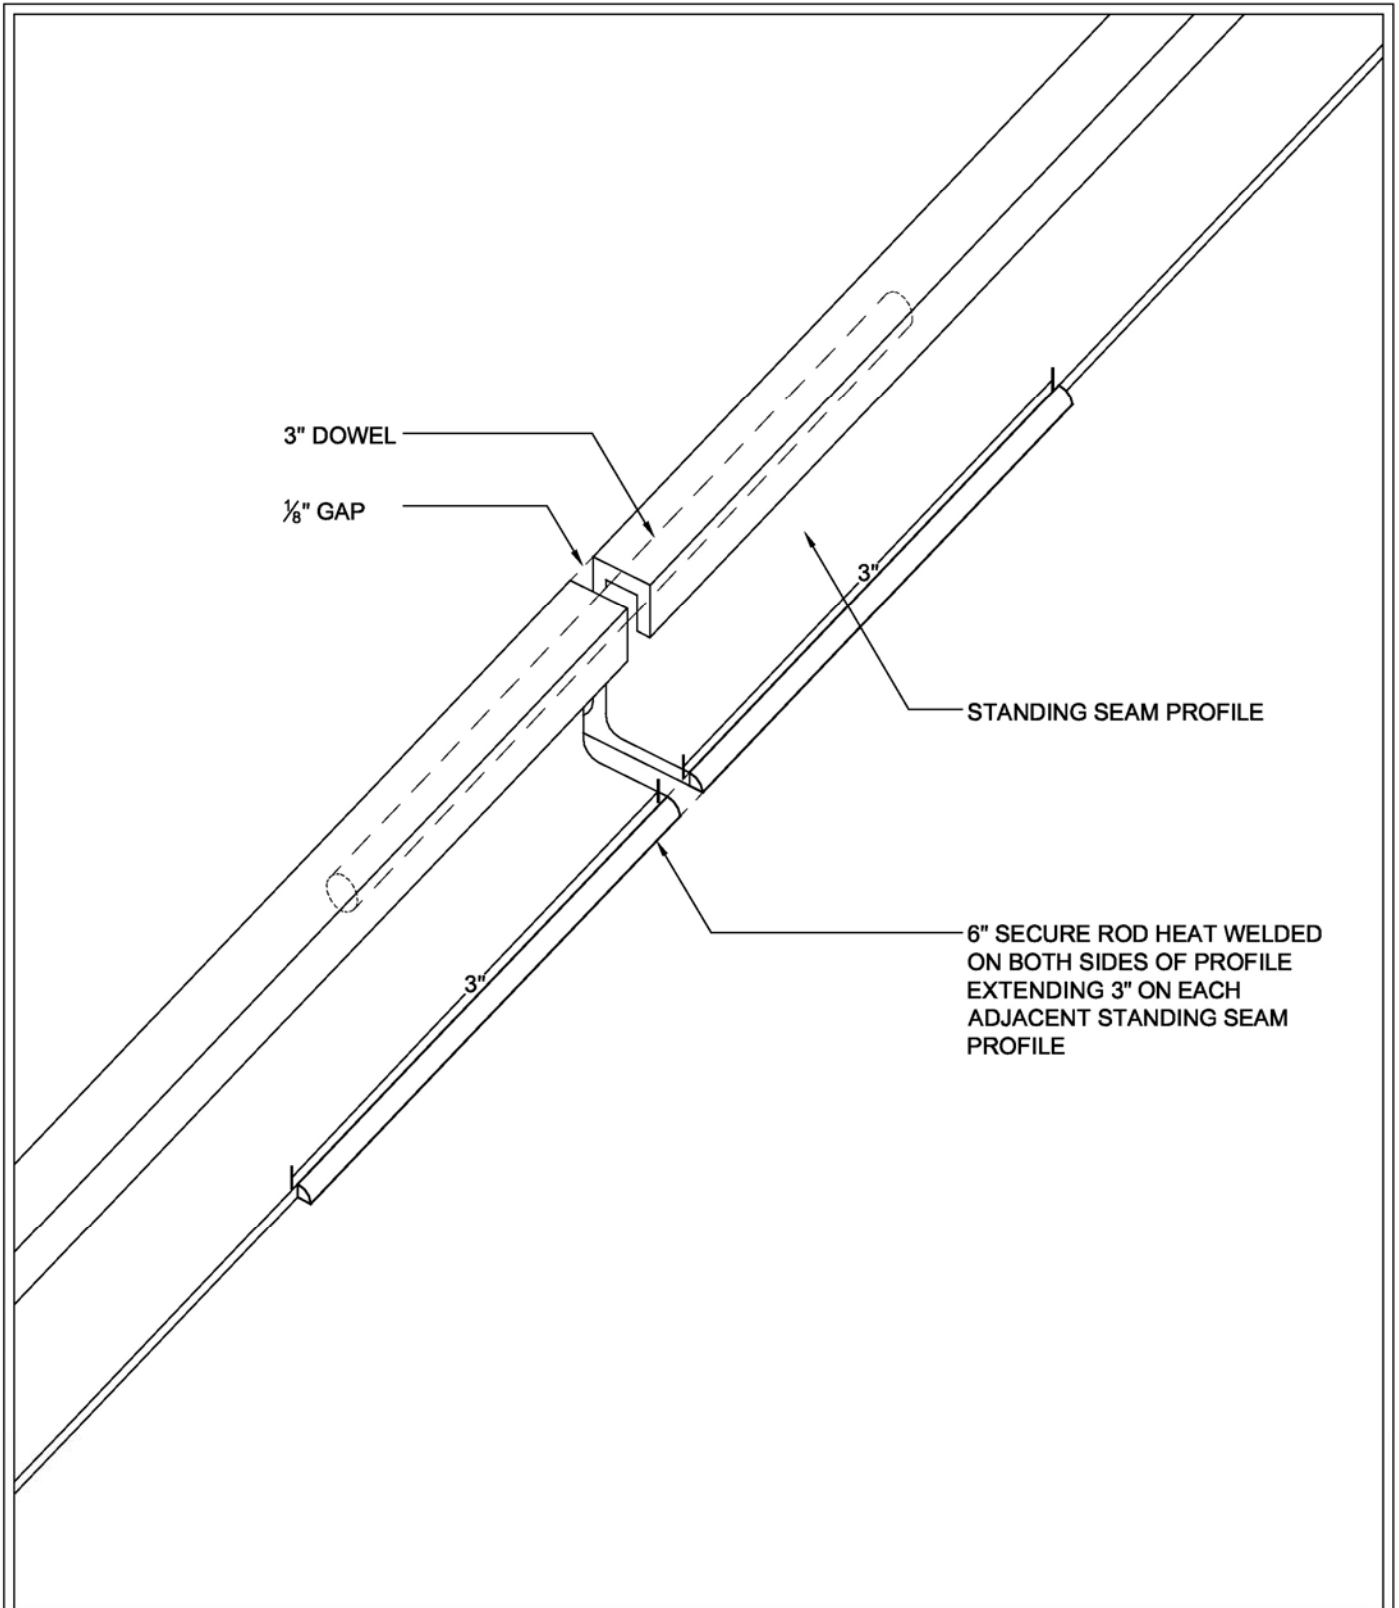 3" DOWEL
⅛" GAP
3"
STANDING SEAM PROFILE
6" SECURE ROD HEAT WELDED
ON BOTH SIDES OF PROFILE
EXTENDING 3" ON EACH
ADJACENT STANDING SEAM
PROFILE
3"